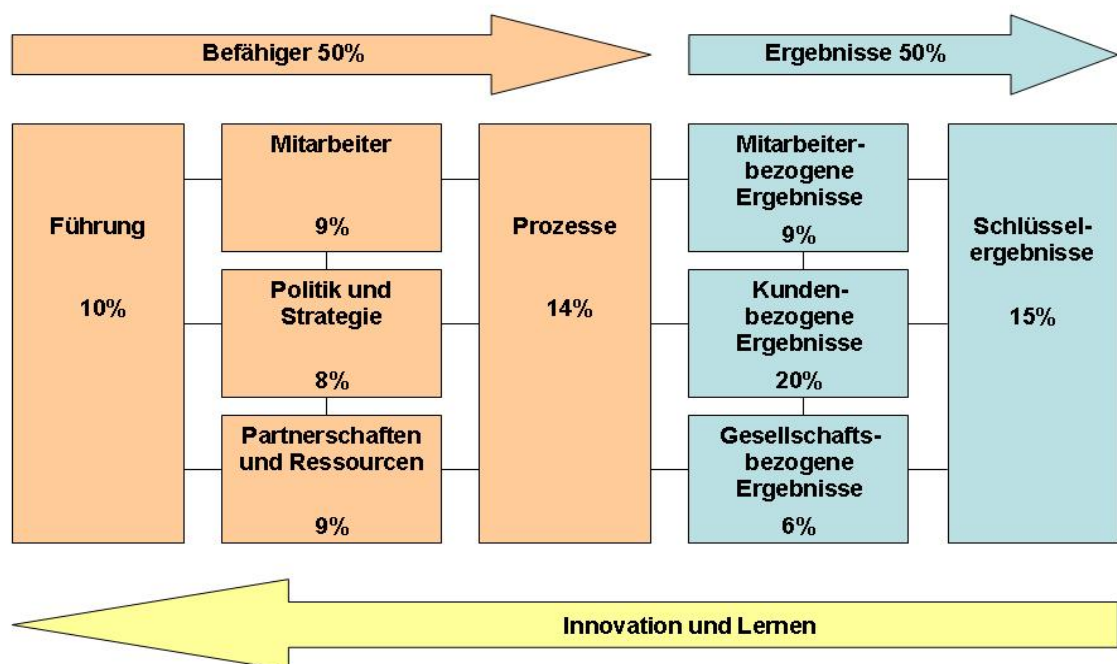 Befähiger 50%
Ergebnisse 50%
Führung
10%
Mitarbeiter
9%
Politik und
Strategie
8%
Partnerschaften
und Ressourcen
9%
Prozesse
14%
Mitarbeiter-
bezogene
Ergebnisse
9%
Kunden-
bezogene
Ergebnisse
20%
Gesellschafts-
bezogene
Ergebnisse
6%
Schlüssel-
ergebnisse
15%
Innovation und Lernen